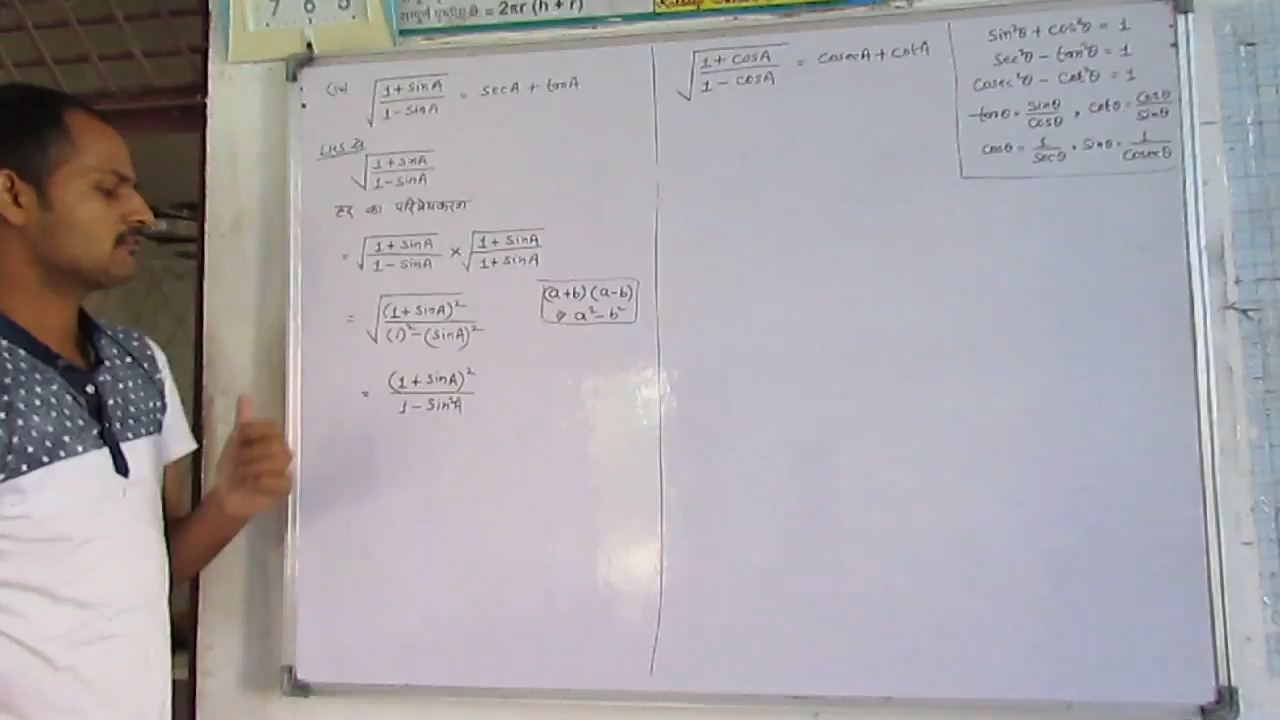 7 6 5
सम्पूर्ण पृष्ठीय क्षे॰ = 2πr (h + r)
(iv) √((1 + sinA)/(1 - sinA)) = secA + tanA
LHS से
√((1 + sinA)/(1 - sinA))
हर का परिमेयकरण
= √((1 + sinA)/(1 - sinA)) × √((1 + sinA)/(1 + sinA))
= √((1 + sinA)²/((1)² - (sinA)²))
(a+b) (a-b)
⇒ a² - b²
= (1 + sinA)²/(1 - sin²A)
√((1 + cosA)/(1 - cosA)) = cosecA + cotA
sin²θ + cos²θ = 1
sec²θ - tan²θ = 1
cosec²θ - cot²θ = 1
tanθ = sinθ/cosθ, cotθ = cosθ/sinθ
cosθ = 1/secθ, sinθ = 1/cosecθ